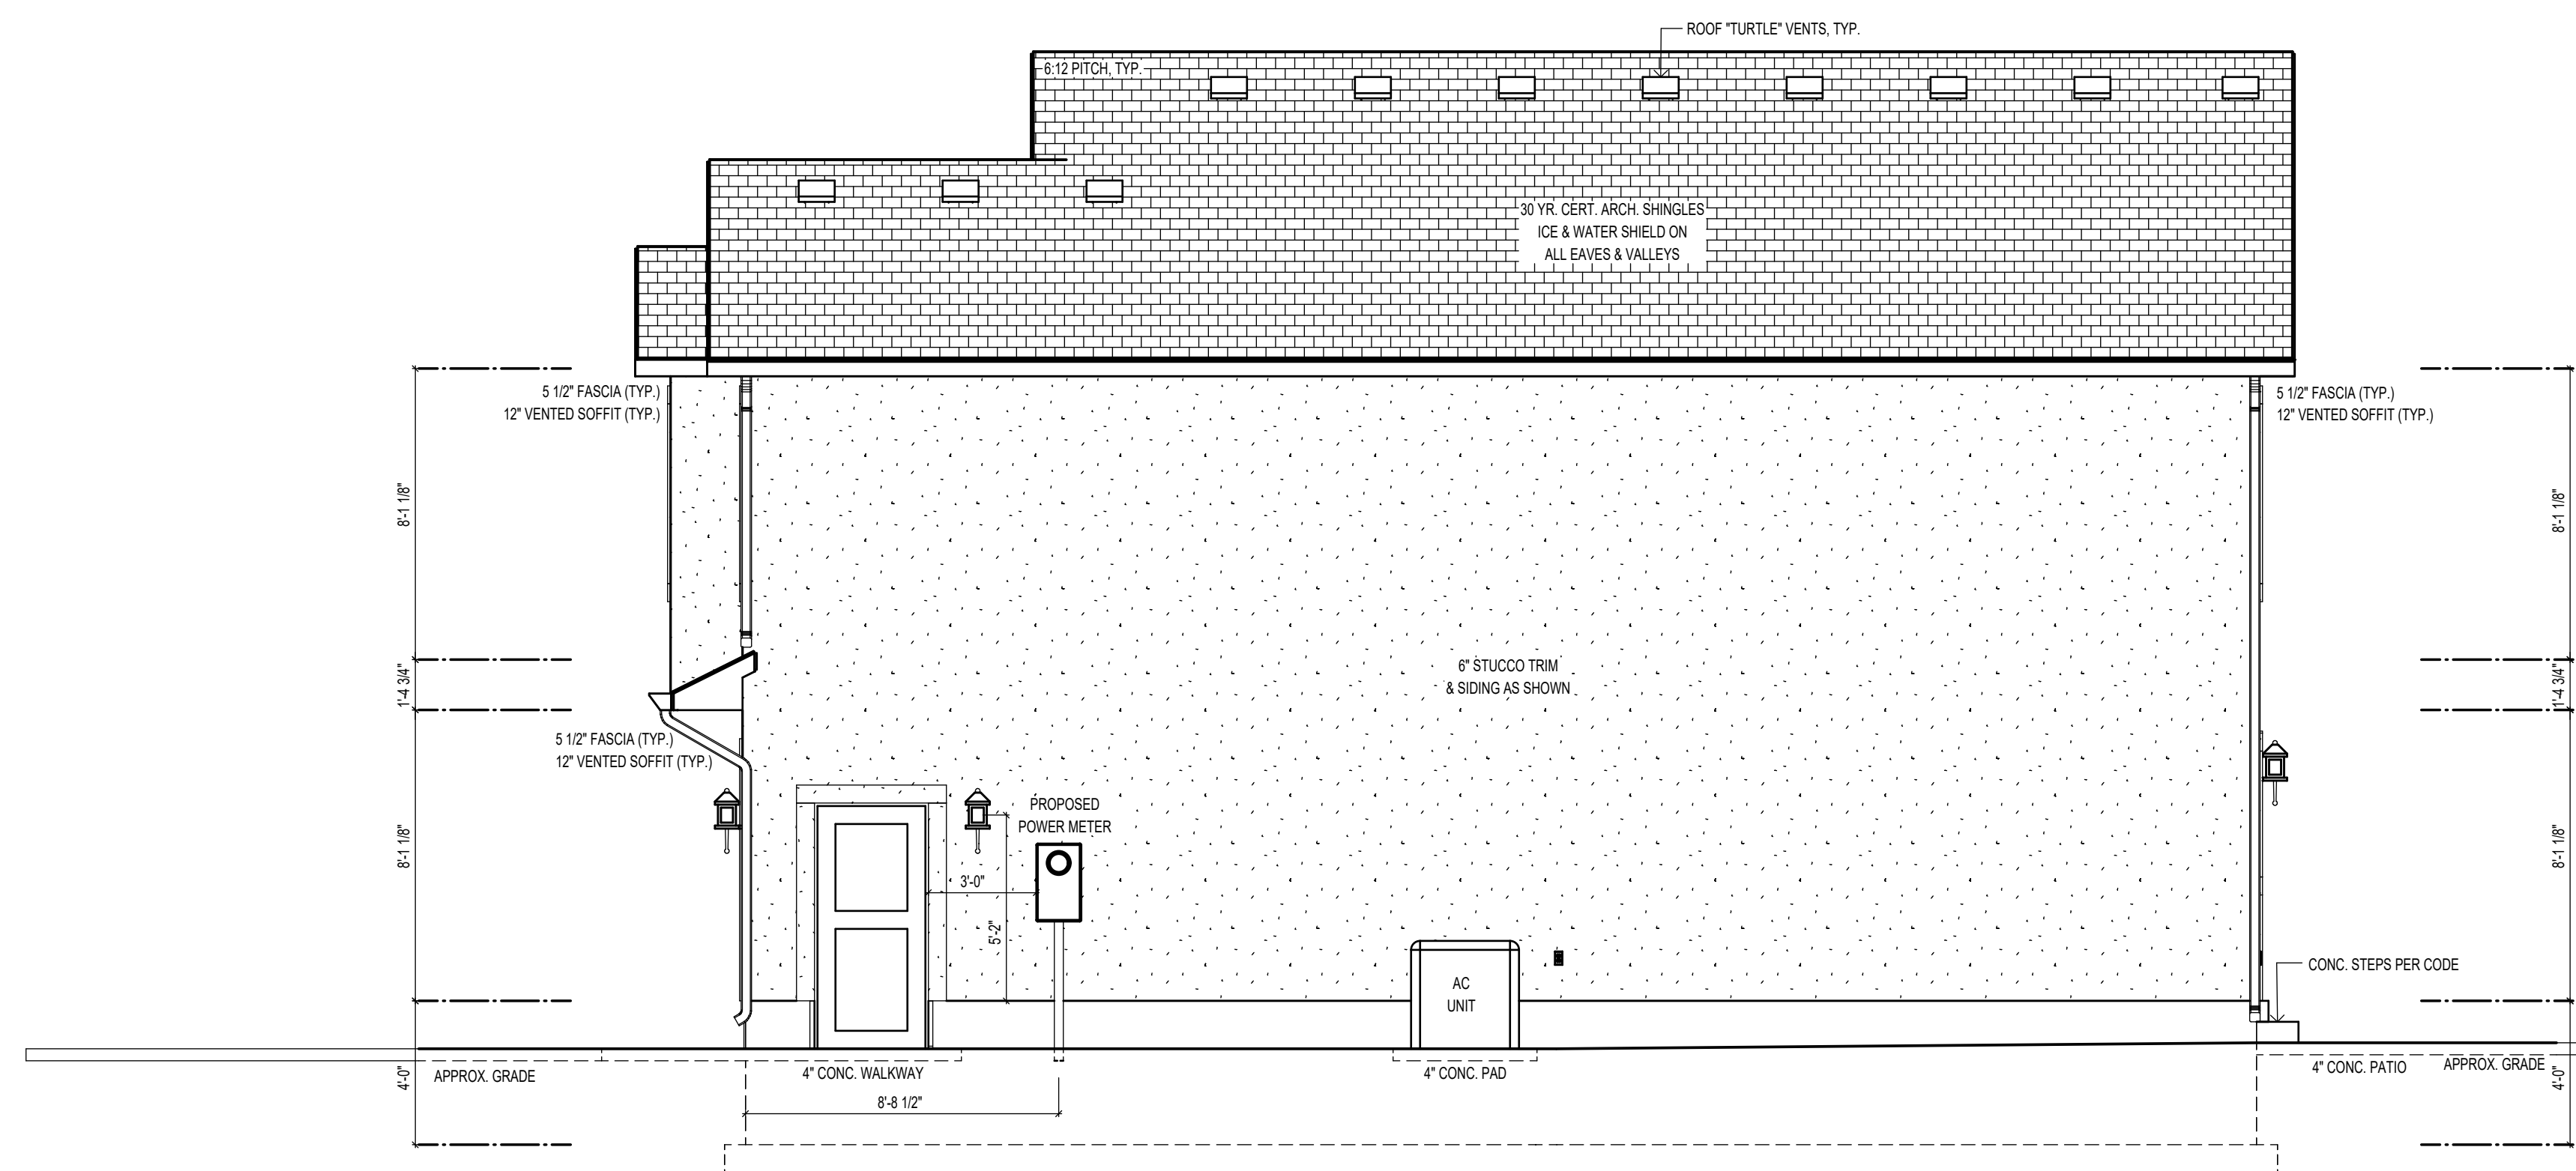 ROOF "TURTLE" VENTS, TYP.
6:12 PITCH, TYP.
30 YR. CERT. ARCH. SHINGLES
ICE & WATER SHIELD ON
ALL EAVES & VALLEYS
5 1/2" FASCIA (TYP.)
12" VENTED SOFFIT (TYP.)
5 1/2" FASCIA (TYP.)
12" VENTED SOFFIT (TYP.)
8'-1 1/8"
8'-1 1/8"
6" STUCCO TRIM
& SIDING AS SHOWN
1'-4 3/4"
1'-4 3/4"
5 1/2" FASCIA (TYP.)
12" VENTED SOFFIT (TYP.)
PROPOSED
POWER METER
8'-1 1/8"
8'-1 1/8"
3'-0"
5'-2"
AC
UNIT
CONC. STEPS PER CODE
APPROX. GRADE
4" CONC. WALKWAY
4" CONC. PAD
4" CONC. PATIO
APPROX. GRADE
4'-0"
4'-0"
8'-8 1/2"